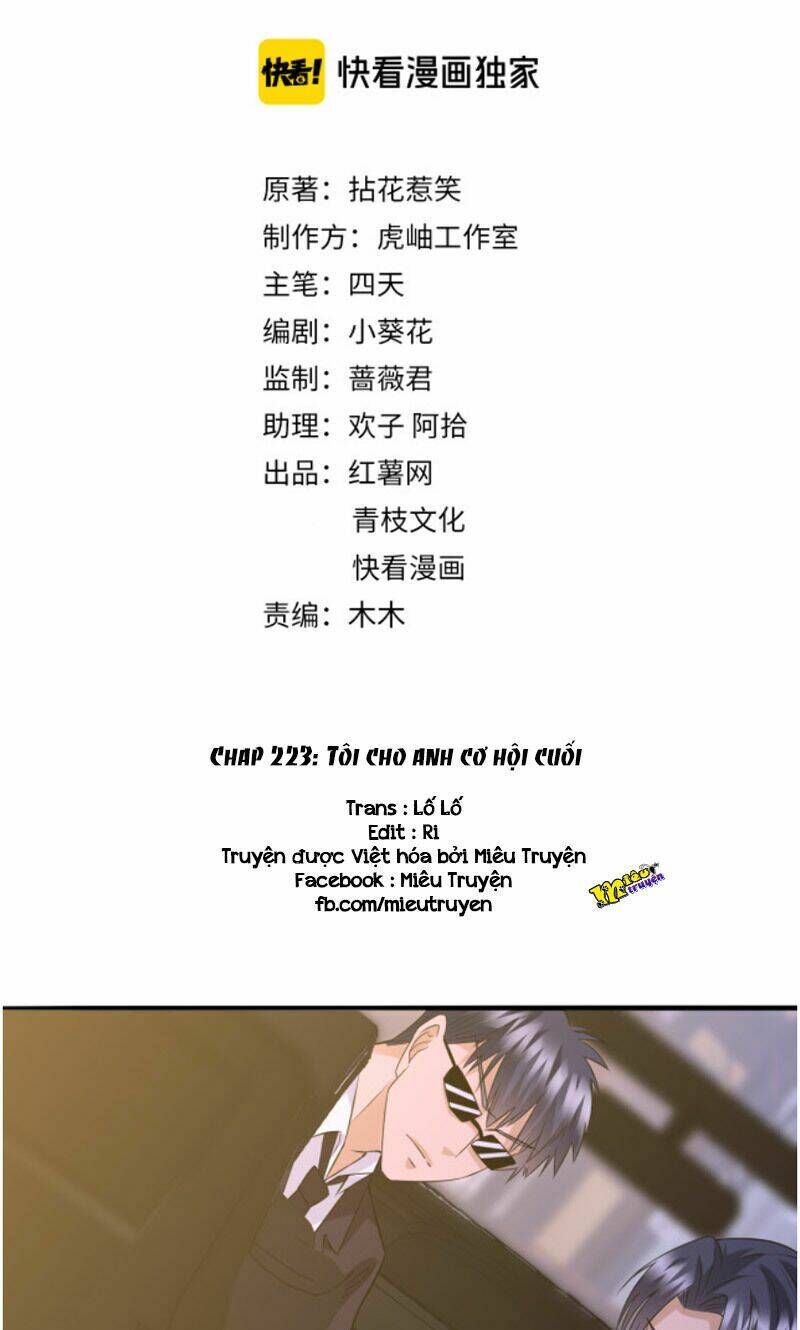 快看! 快看漫画独家
原著：拈花惹笑
制作方：虎岫工作室
主笔：四天
编剧：小葵花
监制：蔷薇君
助理：欢子 阿拾
出品：红薯网
青枝文化
快看漫画
责编：木木
CHAP 223: TÔI CHO ANH CƠ HỘI CUỐI
Trans : Lố Lố
Edit : Ri
Truyện được Việt hóa bởi Miêu Truyện
Facebook : Miêu Truyện
fb.com/mieutruyen
Miêu
truyện